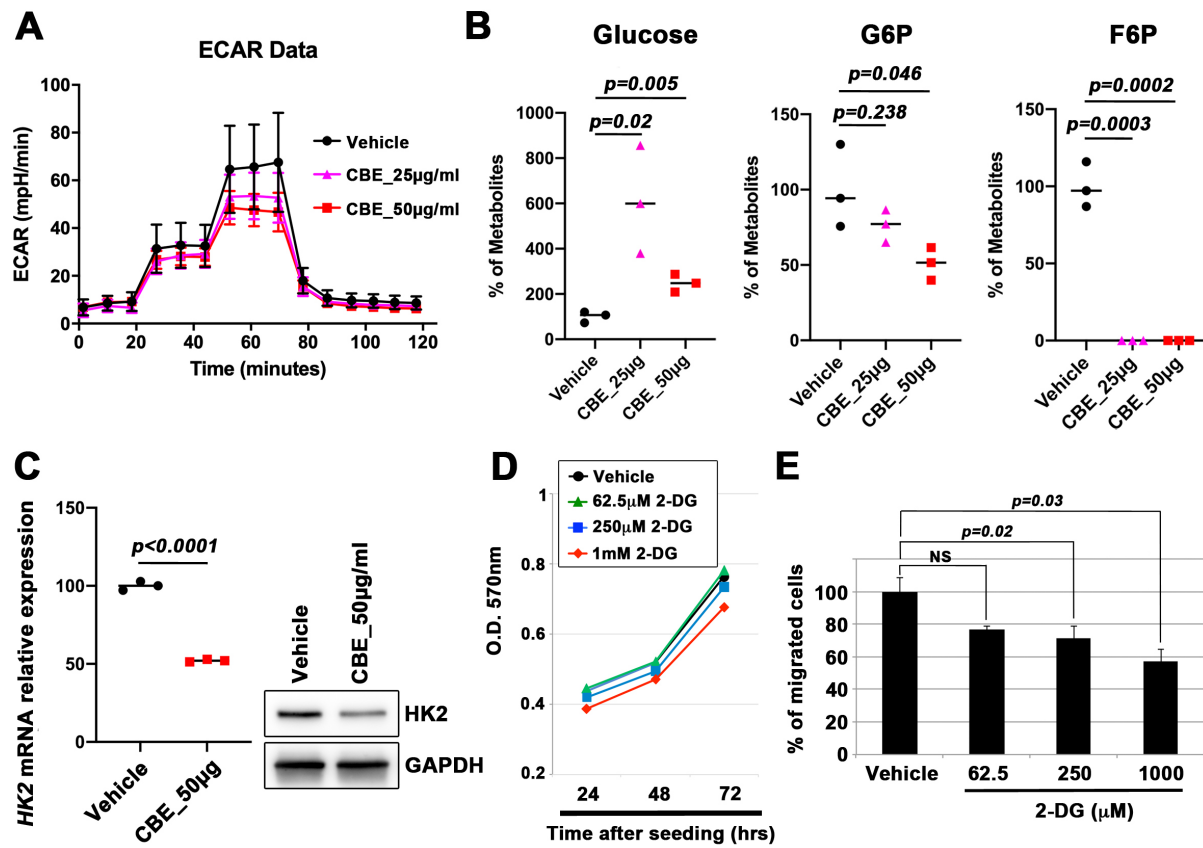 A
ECAR Data
ECAR (mpH/min)
100
80
60
40
20
0
0 20 40 60 80 100 120
Time (minutes)
Vehicle
CBE_25µg/ml
CBE_50µg/ml
B
Glucose
% of Metabolites
1000
800
600
400
200
0
p=0.005
p=0.02
Vehicle
CBE_25µg
CBE_50µg
G6P
% of Metabolites
150
100
50
0
p=0.046
p=0.238
Vehicle
CBE_25µg
CBE_50µg
F6P
% of Metabolites
150
100
50
0
p=0.0002
p=0.0003
Vehicle
CBE_25µg
CBE_50µg
C
HK2 mRNA relative expression
150
100
50
0
p<0.0001
Vehicle
CBE_50µg
Vehicle
CBE_50µg/ml
HK2
GAPDH
D
Vehicle
62.5µM 2-DG
250µM 2-DG
1mM 2-DG
O.D. 570nm
1
0.8
0.6
0.4
0.2
24 48 72
Time after seeding (hrs)
E
% of migrated cells
120
100
80
60
40
20
0
p=0.03
p=0.02
NS
Vehicle 62.5 250 1000
2-DG (µM)